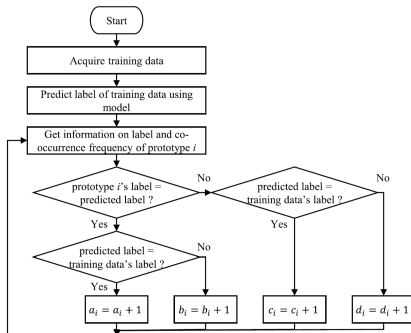 Start
Acquire training data
Predict label of training data using
model
Get information on label and co-
occurrence frequency of prototype i
prototype i's label =
predicted label ?
No
predicted label =
training data's label ?
No
Yes
Yes
predicted label =
training data's label ?
No
Yes
a_i = a_i + 1
b_i = b_i + 1
c_i = c_i + 1
d_i = d_i + 1